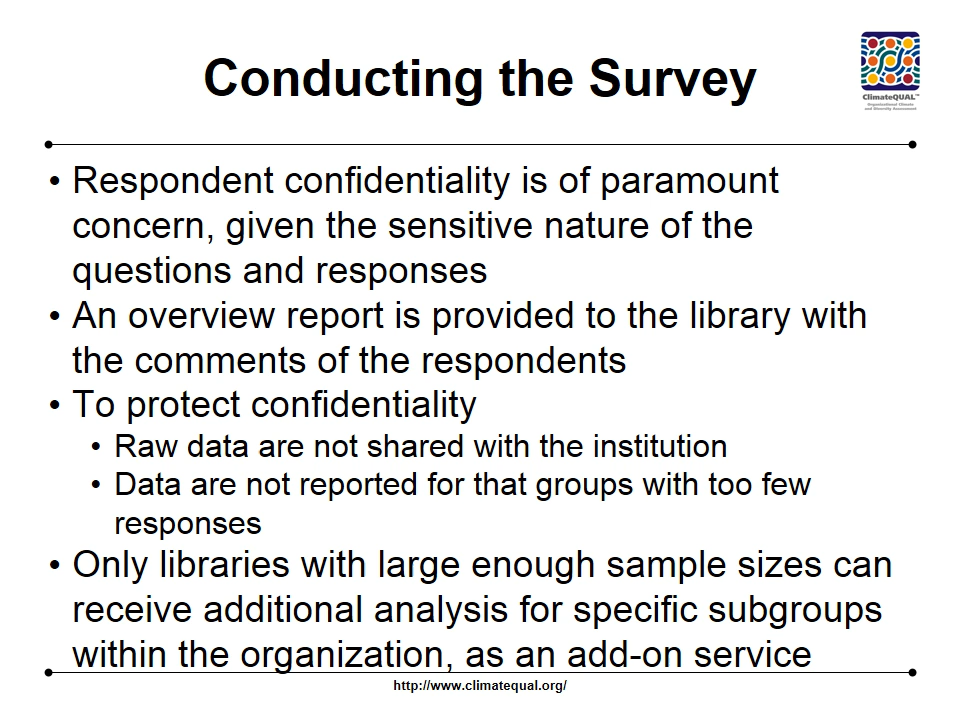 Conducting the Survey
ClimateQUAL™
Organizational Climate
and Diversity Assessment
• Respondent confidentiality is of paramount
concern, given the sensitive nature of the
questions and responses
• An overview report is provided to the library with
the comments of the respondents
• To protect confidentiality
• Raw data are not shared with the institution
• Data are not reported for that groups with too few
responses
• Only libraries with large enough sample sizes can
receive additional analysis for specific subgroups
within the organization, as an add-on service
http://www.climatequal.org/